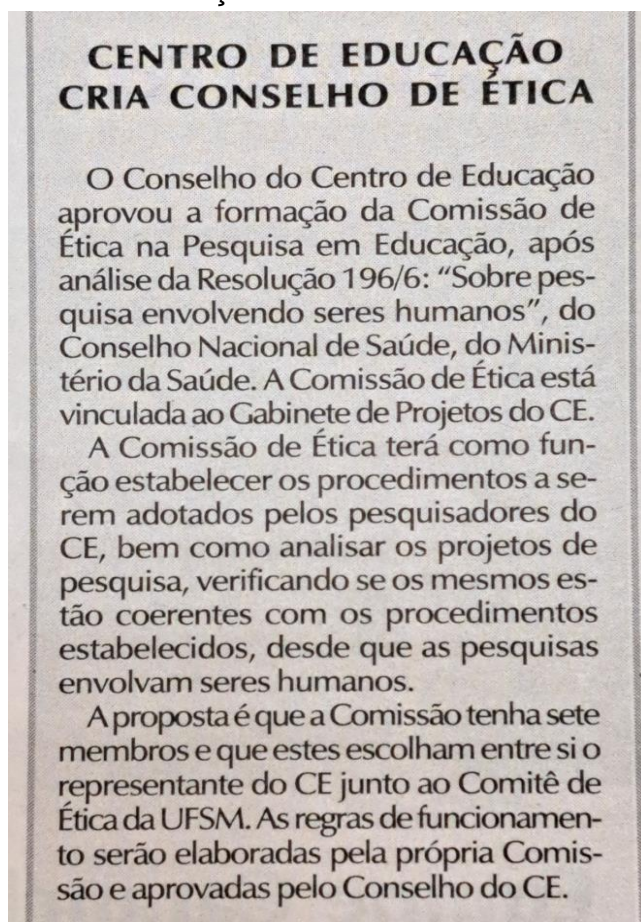 CENTRO DE EDUCAÇÃO
CRIA CONSELHO DE ÉTICA
O Conselho do Centro de Educação
aprovou a formação da Comissão de
Ética na Pesquisa em Educação, após
análise da Resolução 196/6: “Sobre pes-
quisa envolvendo seres humanos”, do
Conselho Nacional de Saúde, do Minis-
tério da Saúde. A Comissão de Ética está
vinculada ao Gabinete de Projetos do CE.
A Comissão de Ética terá como fun-
ção estabelecer os procedimentos a se-
rem adotados pelos pesquisadores do
CE, bem como analisar os projetos de
pesquisa, verificando se os mesmos es-
tão coerentes com os procedimentos
estabelecidos, desde que as pesquisas
envolvam seres humanos.
A proposta é que a Comissão tenha sete
membros e que estes escolham entre si o
representante do CE junto ao Comitê de
Ética da UFSM. As regras de funcionamen-
to serão elaboradas pela própria Comis-
são e aprovadas pelo Conselho do CE.